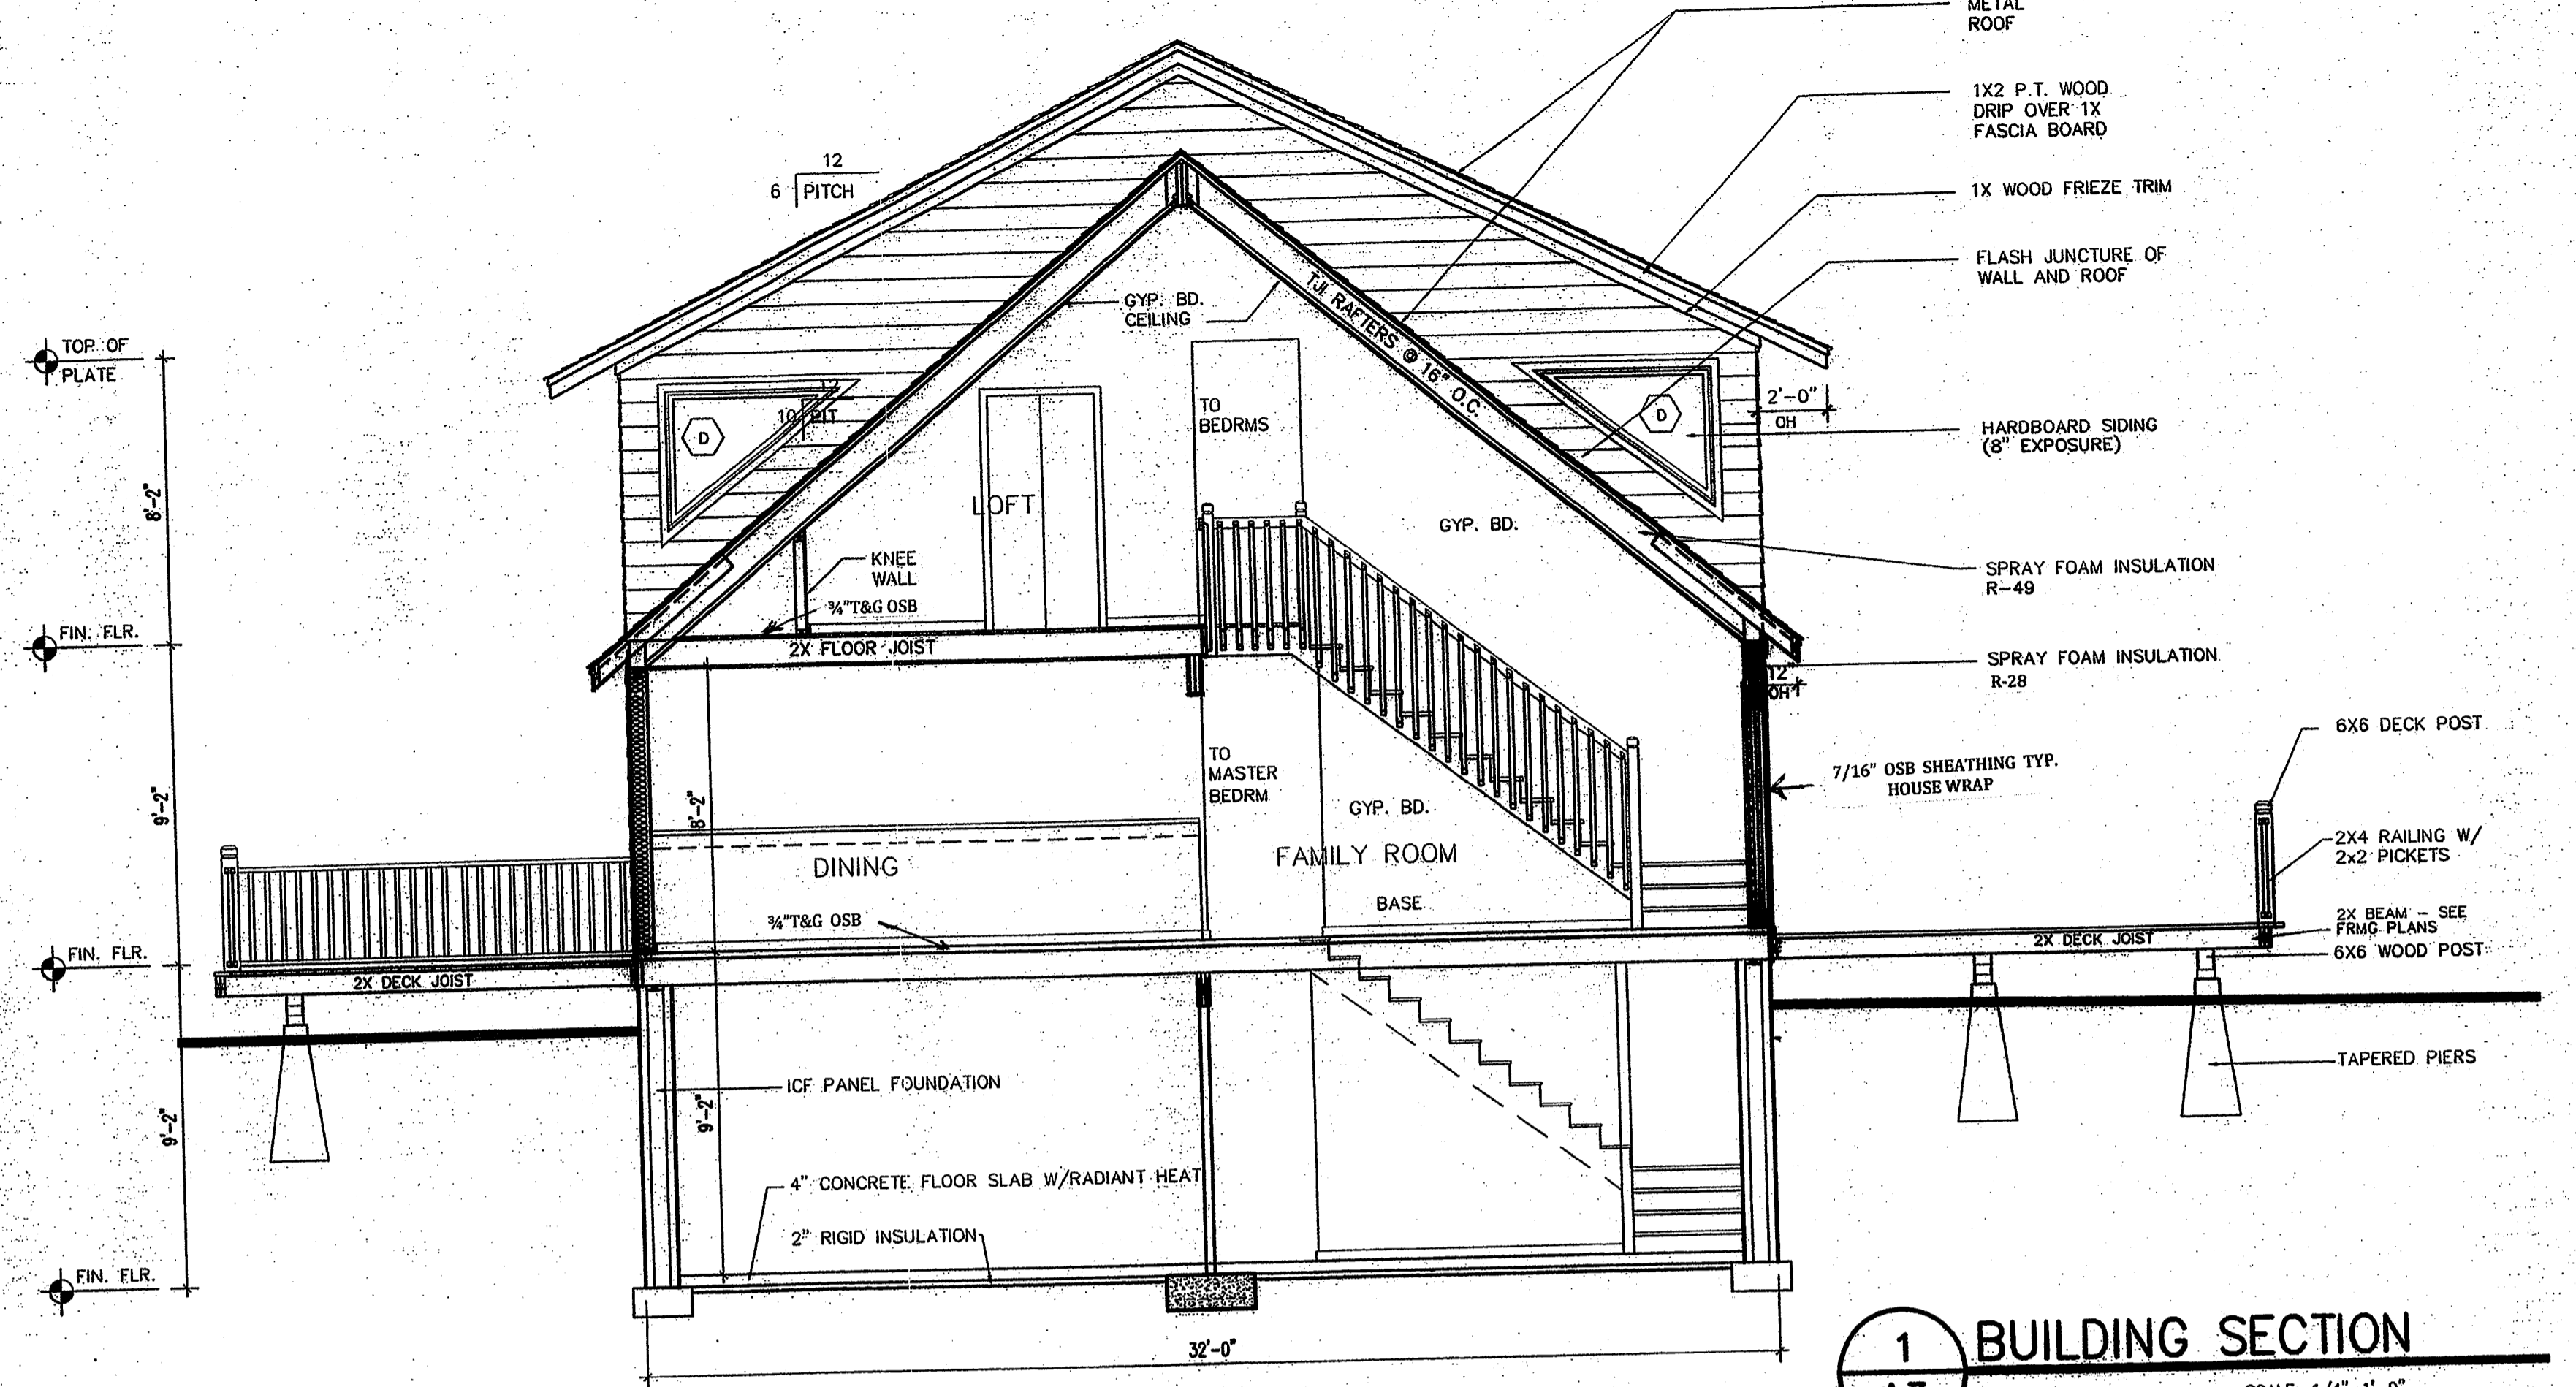 METAL
ROOF
1X2 P.T. WOOD
DRIP OVER 1X
FASCIA BOARD
12
6 PITCH
1X WOOD FRIEZE TRIM
FLASH JUNCTURE OF
WALL AND ROOF
GYP. BD.
CEILING
TJI RAFTERS @ 16" O.C.
TOP OF
PLATE
12
10 PIT
D
TO
BEDRMS
D
2'-0"
OH
HARDBOARD SIDING
(8" EXPOSURE)
8'-2"
LOFT
GYP. BD.
KNEE
WALL
SPRAY FOAM INSULATION
R-49
¾"T&G OSB
FIN. FLR.
2X FLOOR JOIST
SPRAY FOAM INSULATION
R-28
12"
OH
6X6 DECK POST
TO
MASTER
BEDRM
7/16" OSB SHEATHING TYP.
HOUSE WRAP
9'-2"
8'-2"
GYP. BD.
2X4 RAILING W/
2x2 PICKETS
DINING
FAMILY ROOM
BASE
¾"T&G OSB
2X BEAM - SEE
FRMG PLANS
FIN. FLR.
2X DECK JOIST
2X DECK JOIST
6X6 WOOD POST
ICF PANEL FOUNDATION
TAPERED PIERS
9'-2"
9'-2"
4" CONCRETE FLOOR SLAB W/RADIANT HEAT
2" RIGID INSULATION
FIN. FLR.
32'-0"
1
BUILDING SECTION